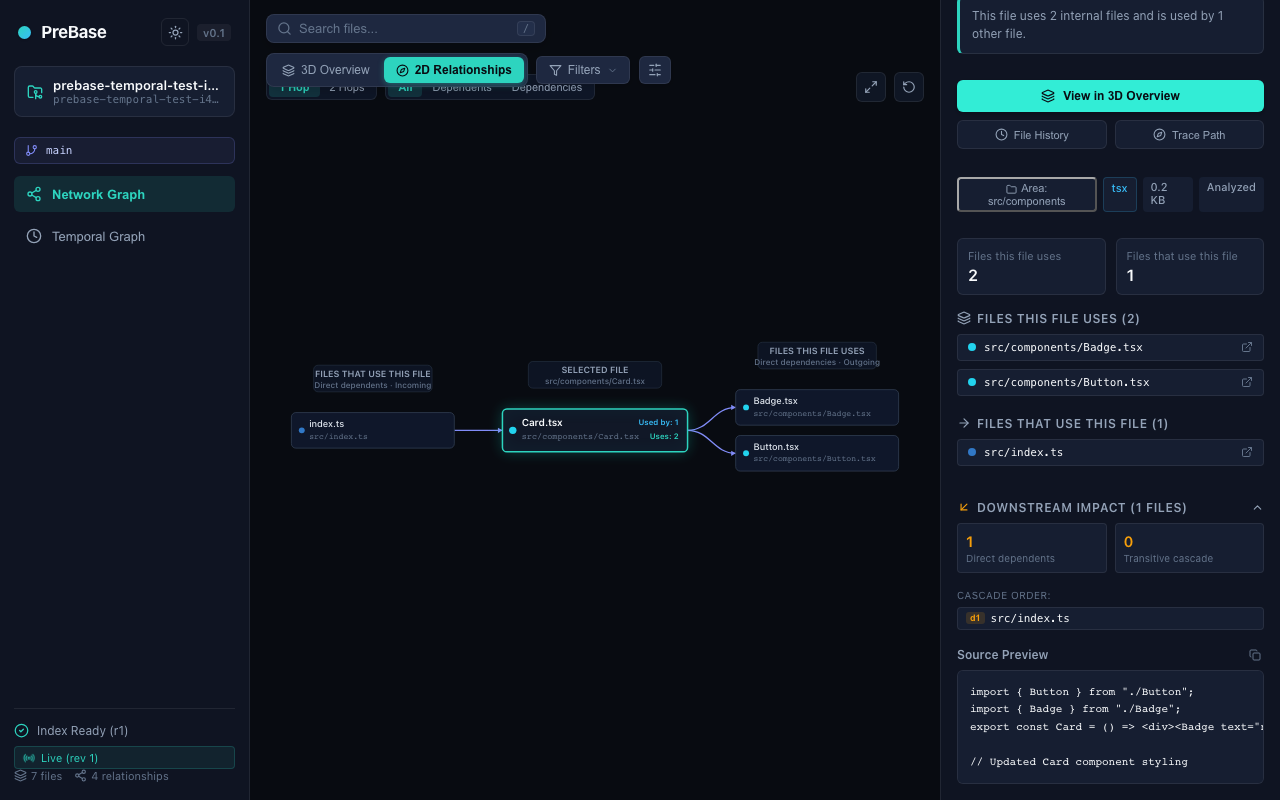 PreBase
v0.1
prebase-temporal-test-i...
prebase-temporal-test-i4...
main
Network Graph
Temporal Graph
Index Ready (r1)
Live (rev 1)
7 files
4 relationships
Search files...
/
3D Overview
2D Relationships
Filters
1 Hop
2 Hops
All
Dependents
Dependencies
FILES THAT USE THIS FILE
Direct dependents · Incoming
index.ts
src/index.ts
SELECTED FILE
src/components/Card.tsx
Card.tsx
Used by: 1
src/components/Card.tsx
Uses: 2
FILES THIS FILE USES
Direct dependencies · Outgoing
Badge.tsx
src/components/Badge.tsx
Button.tsx
src/components/Button.tsx
This file uses 2 internal files and is used by 1
other file.
View in 3D Overview
File History
Trace Path
Area:
src/components
tsx
0.2
KB
Analyzed
Files this file uses
2
Files that use this file
1
FILES THIS FILE USES (2)
src/components/Badge.tsx
src/components/Button.tsx
FILES THAT USE THIS FILE (1)
src/index.ts
DOWNSTREAM IMPACT (1 FILES)
1
Direct dependents
0
Transitive cascade
CASCADE ORDER:
d1 src/index.ts
Source Preview
import { Button } from "./Button";
import { Badge } from "./Badge";
export const Card = () => <div><Badge text="
// Updated Card component styling